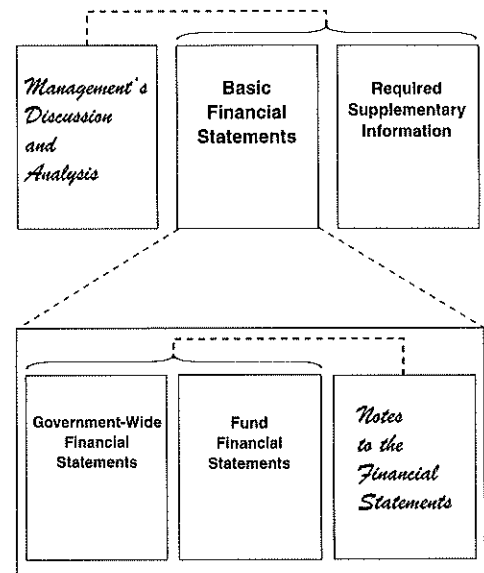 Management's
Discussion
and
Analysis
Basic
Financial
Statements
Required
Supplementary
Information
Government-Wide
Financial
Statements
Fund
Financial
Statements
Notes
to the
Financial
Statements